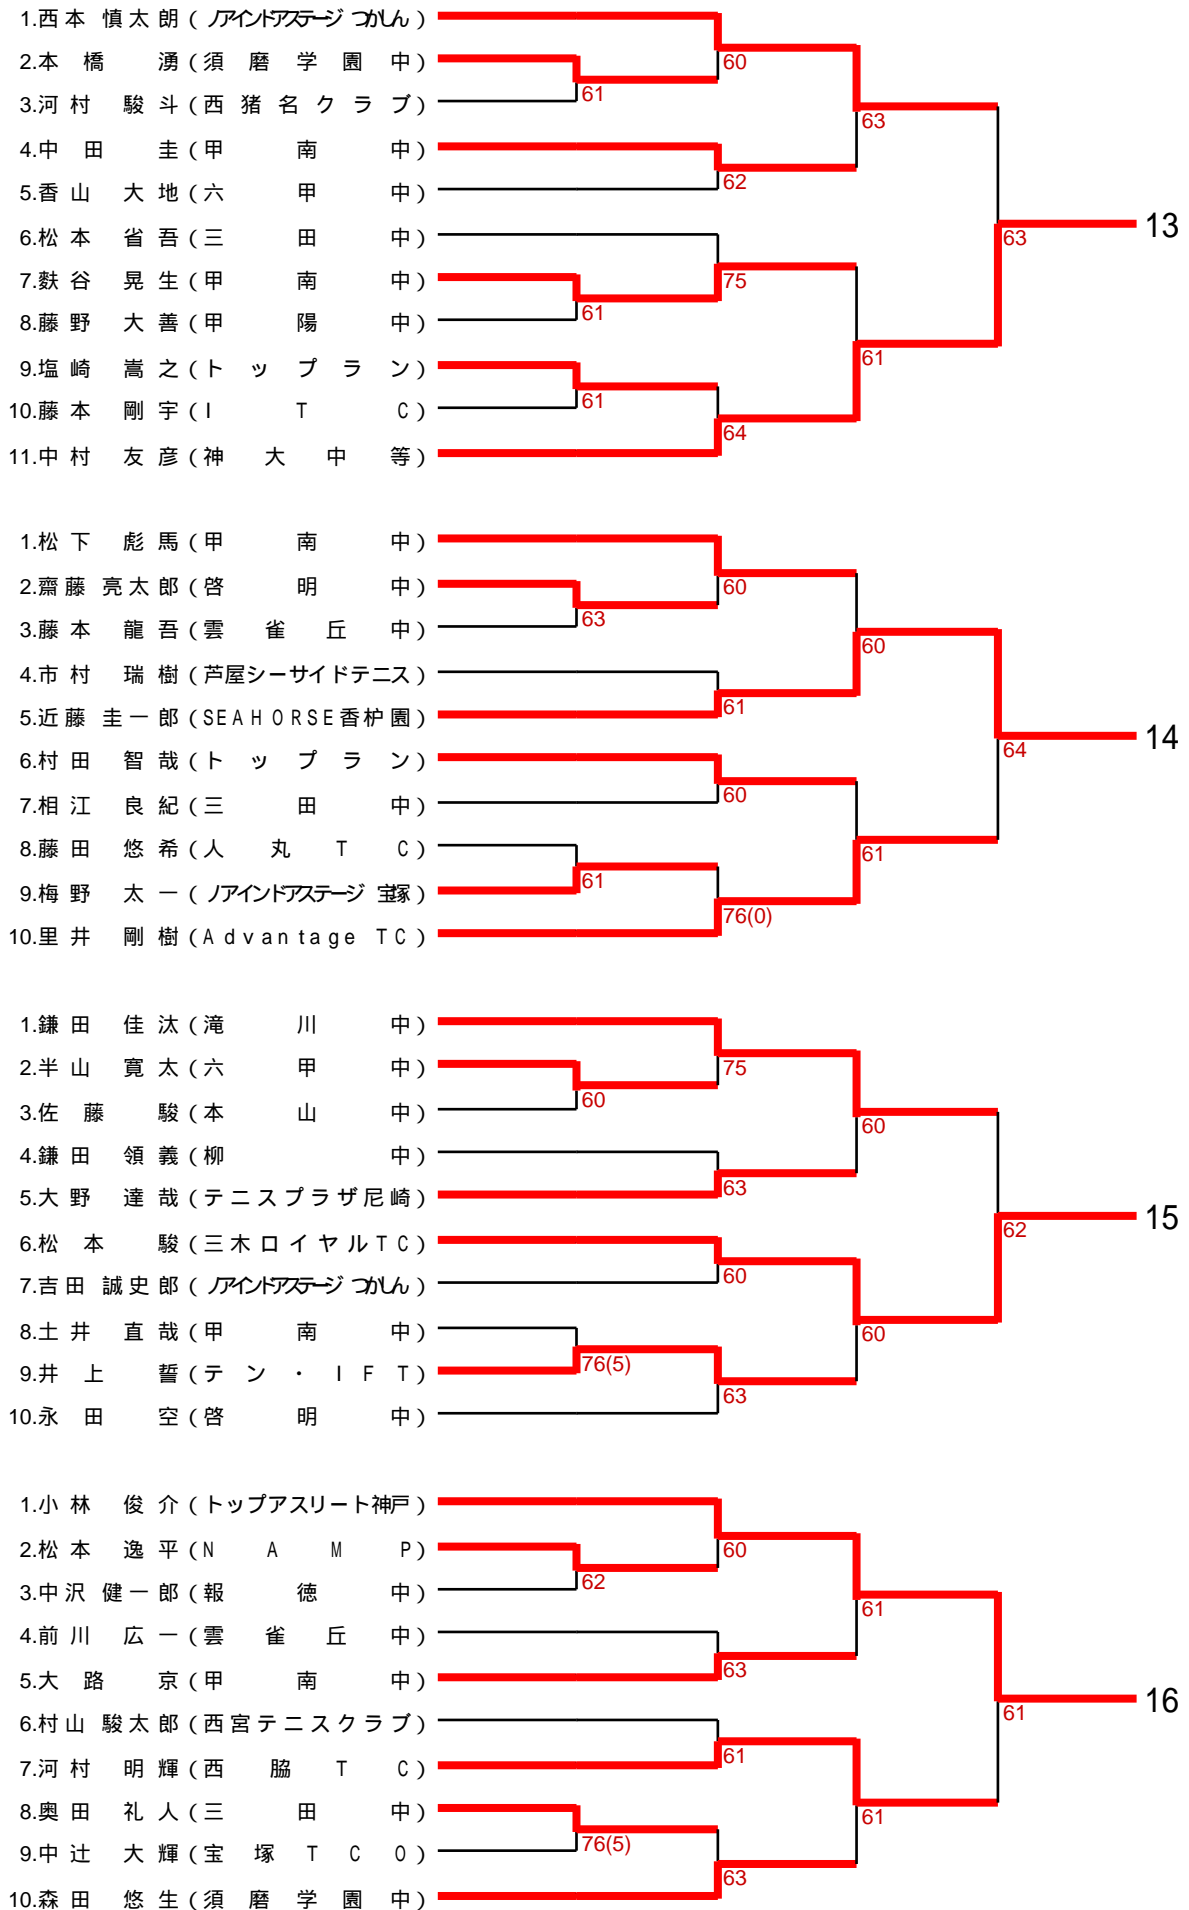 1.西本 慎太朗(ノアインドアステージ つかしん)
60
2.本橋 湧(須磨学園中)
61
3.河村 駿斗(西猪名クラブ)
63
4.中田 圭(甲南中)
62
5.香山 大地(六甲中)
63
13
6.松本 省吾(三田中)
75
7.麩谷 晃生(甲南中)
61
8.藤野 大善(甲陽中)
61
9.塩崎 嵩之(トップラン)
61
10.藤本 剛宇(ITC)
64
11.中村 友彦(神大中等)
1.松下 彪馬(甲南中)
60
2.齋藤 亮太郎(啓明中)
63
3.藤本 龍吾(雲雀丘中)
60
4.市村 瑞樹(芦屋シーサイドテニス)
61
5.近藤 圭一郎(SEAHORSE香枦園)
64
14
6.村田 智哉(トップラン)
60
7.相江 良紀(三田中)
61
8.藤田 悠希(人丸TC)
61
9.梅野 太一(ノアインドアステージ 宝塚)
76(0)
10.里井 剛樹(Advantage TC)
1.鎌田 佳汰(滝川中)
75
2.半山 寛太(六甲中)
60
3.佐藤 駿(本山中)
60
4.鎌田 領義(柳中)
63
5.大野 達哉(テニスプラザ尼崎)
62
15
6.松本 駿(三木ロイヤルTC)
60
7.吉田 誠史郎(ノアインドアステージ つかしん)
60
8.土井 直哉(甲南中)
76(5)
9.井上 誓(テン・IFT)
63
10.永田 空(啓明中)
1.小林 俊介(トップアスリート神戸)
60
2.松本 逸平(NAMP)
62
3.中沢 健一郎(報徳中)
61
4.前川 広一(雲雀丘中)
63
5.大路 京(甲南中)
61
16
6.村山 駿太郎(西宮テニスクラブ)
61
7.河村 明輝(西脇TC)
61
8.奥田 礼人(三田中)
76(5)
9.中辻 大輝(宝塚TCO)
63
10.森田 悠生(須磨学園中)